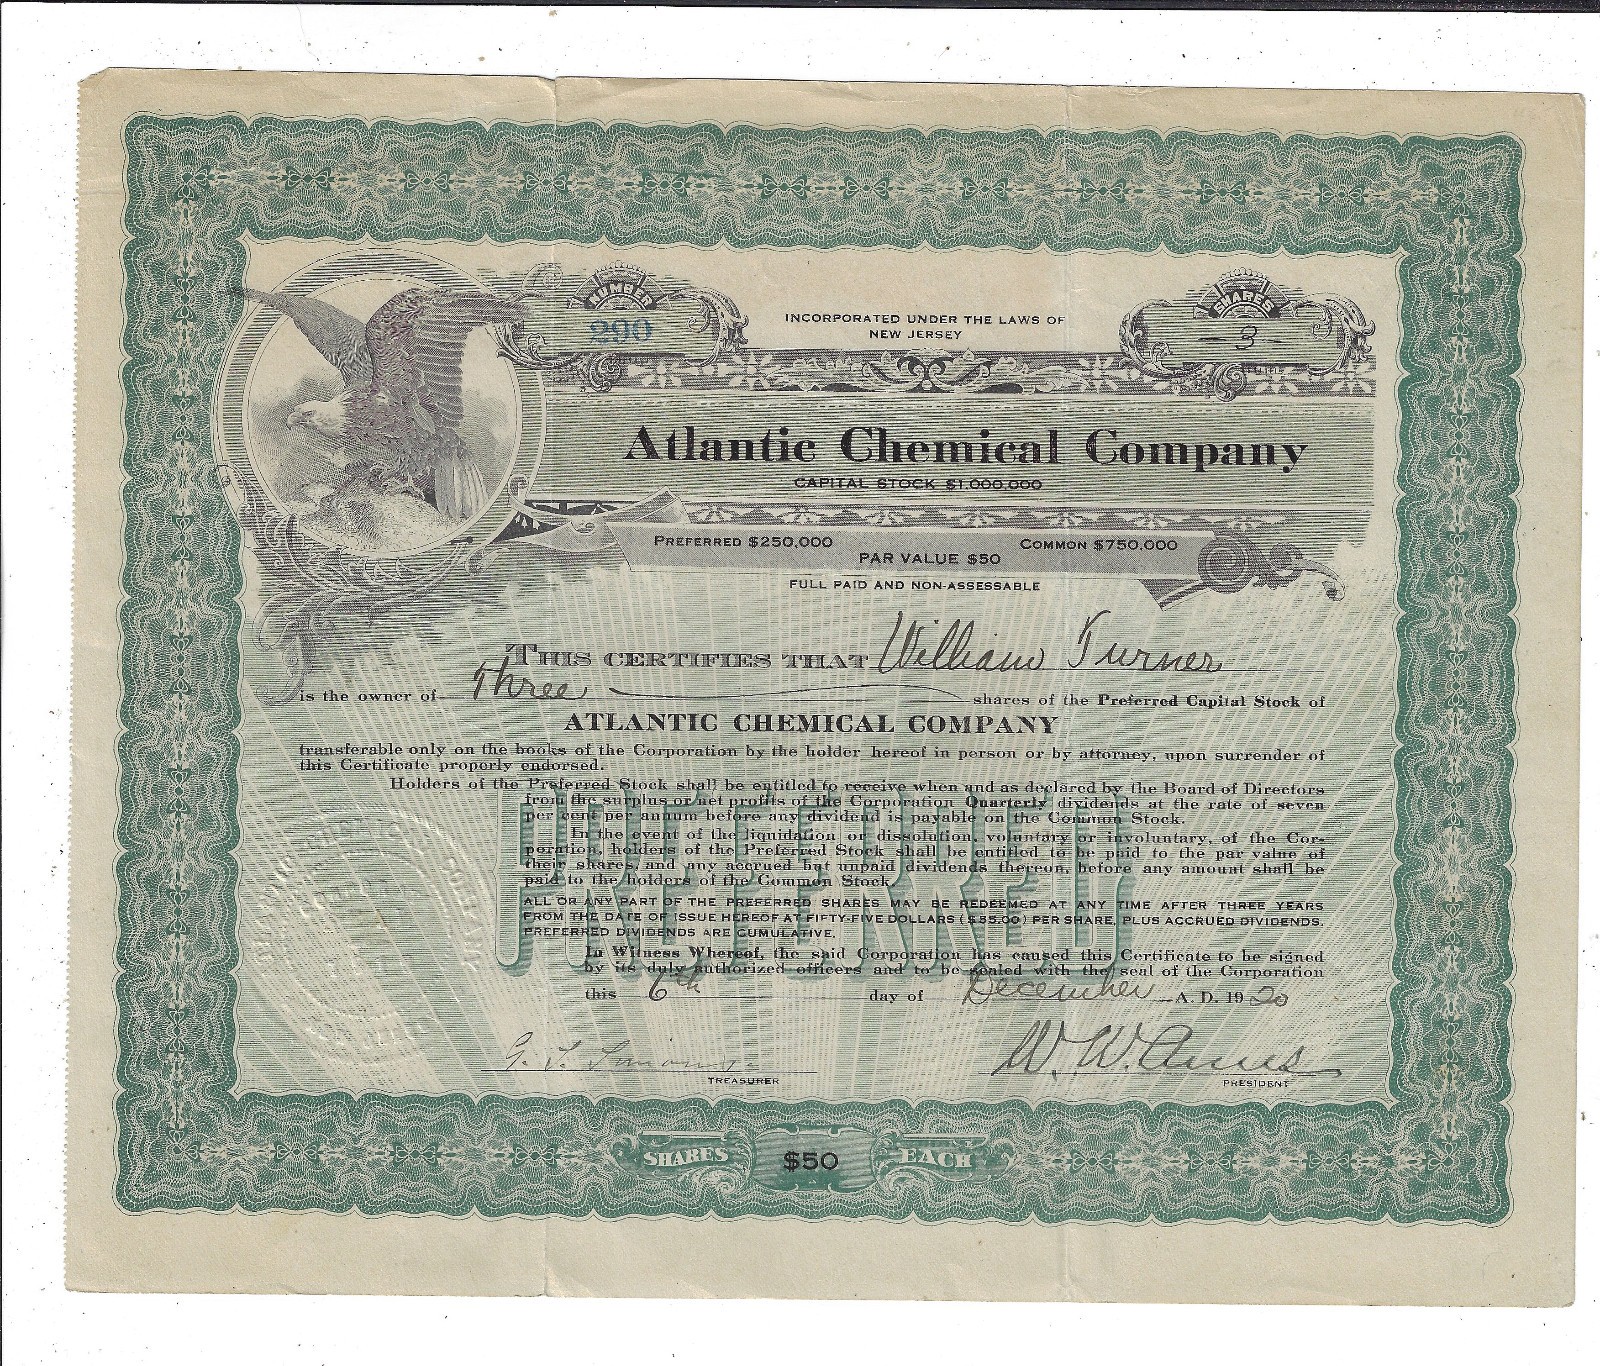 NUMBER
290
INCORPORATED UNDER THE LAWS OF
NEW JERSEY
SHARES
3
Atlantic Chemical Company
CAPITAL STOCK $1,000,000
PREFERRED $250,000
COMMON $750,000
PAR VALUE $50
FULL PAID AND NON-ASSESSABLE
THIS CERTIFIES THAT William Turner
is the owner of Three shares of the Preferred Capital Stock of
ATLANTIC CHEMICAL COMPANY
transferable only on the books of the Corporation by the holder hereof in person or by attorney, upon surrender of
this Certificate properly endorsed.
Holders of the Preferred Stock shall be entitled to receive when and as declared by the Board of Directors
from the surplus or net profits of the Corporation Quarterly dividends at the rate of seven
per cent per annum before any dividend is payable on the Common Stock.
In the event of the liquidation or dissolution, voluntary or involuntary, of the Cor-
poration, holders of the Preferred Stock shall be entitled to be paid to the par value of
their shares, and any accrued but unpaid dividends thereon, before any amount shall be
paid to the holders of the Common Stock.
PREFERRED
ALL OR ANY PART OF THE PREFERRED SHARES MAY BE REDEEMED AT ANY TIME AFTER THREE YEARS
FROM THE DATE OF ISSUE HEREOF AT FIFTY-FIVE DOLLARS ($55.00) PER SHARE, PLUS ACCRUED DIVIDENDS.
PREFERRED DIVIDENDS ARE CUMULATIVE.
In Witness Whereof, the said Corporation has caused this Certificate to be signed
by its duly authorized officers and to be sealed with the seal of the Corporation
this 6th day of December A. D. 1920
G. F. Simons
W. W.
TREASURER
PRESIDENT
SHARES $50 EACH